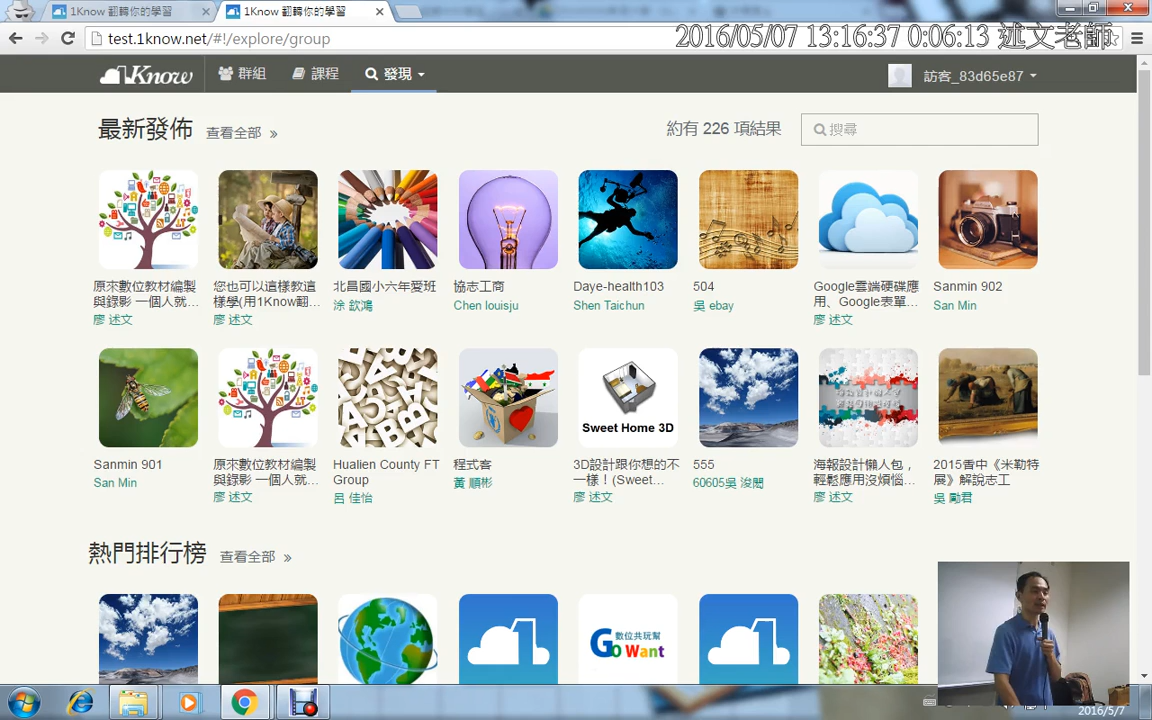 1Know 翻轉你的學習
1Know 翻轉你的學習
test.1know.net/#!/explore/group
2016/05/07 13:16:37 0:06:13 述文老師
1Know
群組
課程
發現
訪客_83d65e87
最新發佈 查看全部 »
約有 226 項結果
搜尋
原來數位教材編製
與錄影 一個人就...
廖 述文
您也可以這樣教這
樣學(用1Know翻...
廖 述文
北昌國小六年愛班
涂 欽鴻
協志工商
Chen louisju
Daye-health103
Shen Taichun
504
吳 ebay
Google雲端硬碟應
用、Google表單...
廖 述文
Sanmin 902
San Min
Sanmin 901
San Min
原來數位教材編製
與錄影 一個人就...
廖 述文
Hualien County FT
Group
呂 佳怡
程式客
黃 順彬
Sweet Home 3D
3D設計跟你想的不
一樣！(Sweet...
廖 述文
555
60605吳 浚閎
海報設計懶人包，
輕鬆應用沒煩惱...
廖 述文
2015香中《米勒特
展》解說志工
吳 勵君
熱門排行榜 查看全部 »
數位共玩幫
GO Want
2016/5/7